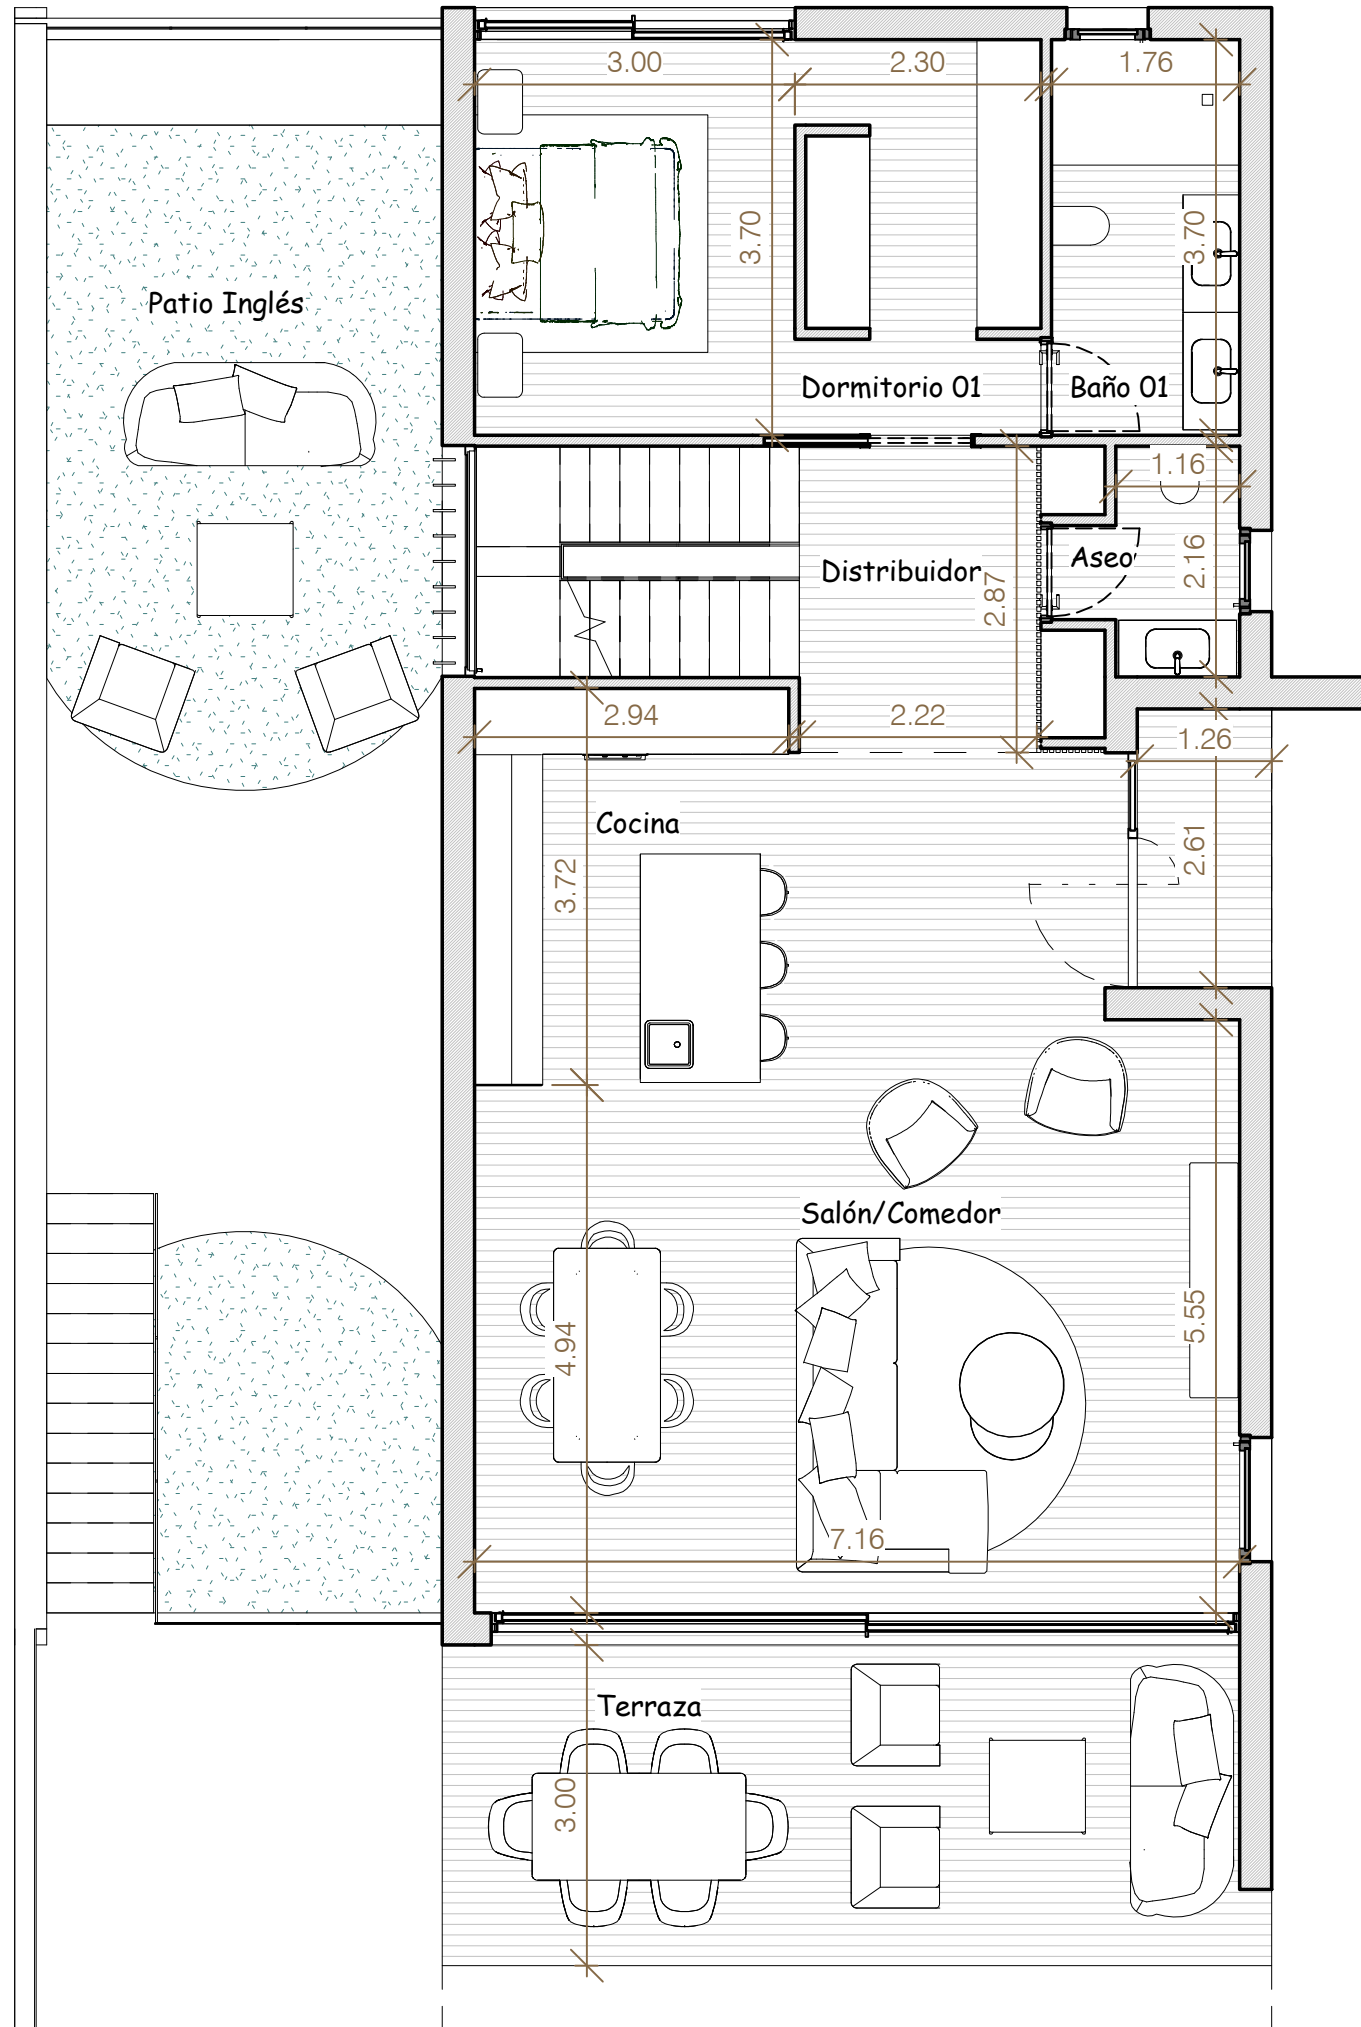 3.00
2.30
1.76
3.70
3.70
Patio Inglés
Dormitorio 01
Baño 01
1.16
Aseo
Distribuidor
2.16
2.87
2.94
2.22
1.26
Cocina
2.61
3.72
Salón/Comedor
5.55
4.94
7.16
Terraza
3.00